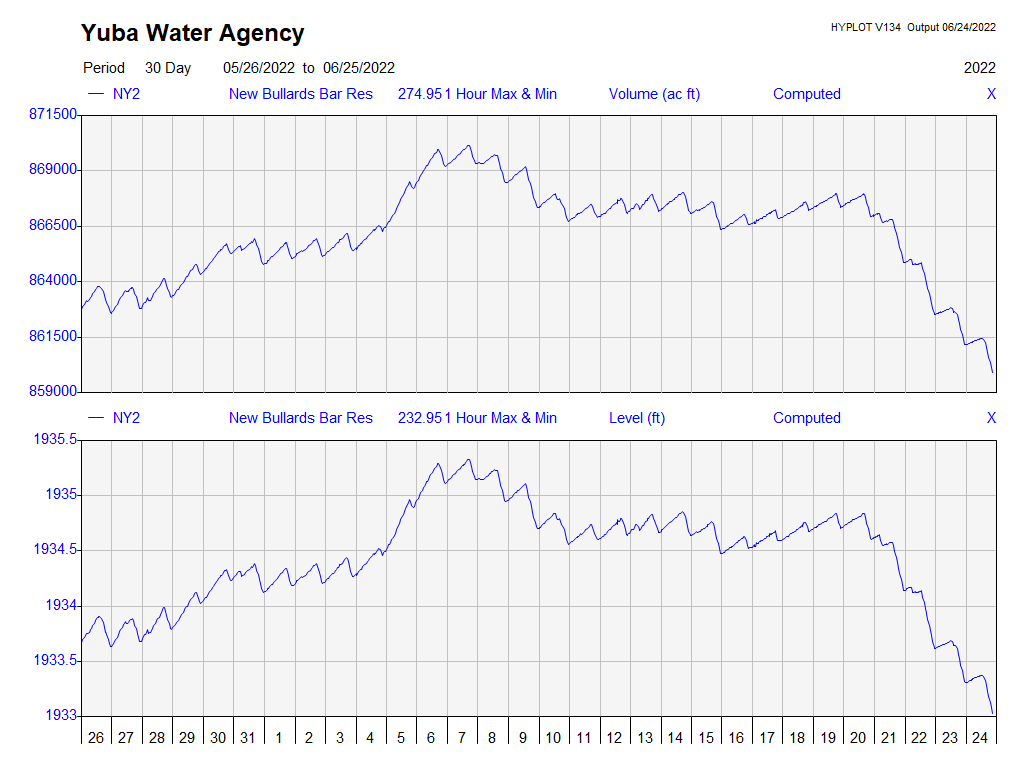 Yuba Water Agency
HYPLOT V134 Output 06/24/2022
Period 30 Day 05/26/2022 to 06/25/2022 2022
NY2 New Bullards Bar Res 274.95 1 Hour Max & Min Volume (ac ft) Computed X
871500
869000
866500
864000
861500
859000
NY2 New Bullards Bar Res 232.95 1 Hour Max & Min Level (ft) Computed X
1935.5
1935
1934.5
1934
1933.5
1933
26 27 28 29 30 31 1 2 3 4 5 6 7 8 9 10 11 12 13 14 15 16 17 18 19 20 21 22 23 24